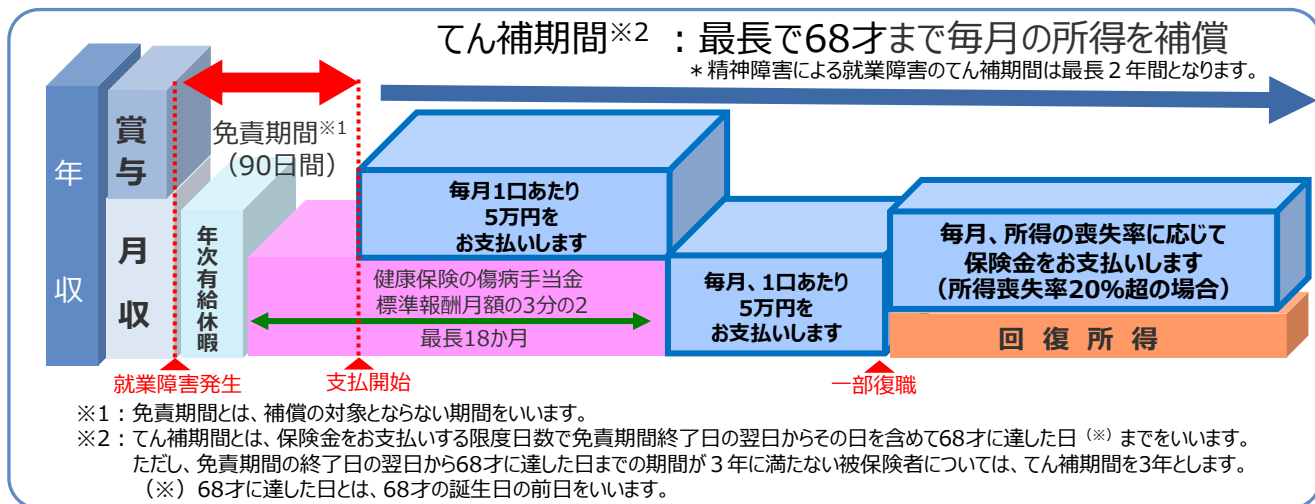 てん補期間※2 ：最長で68才まで毎月の所得を補償
＊精神障害による就業障害のてん補期間は最長２年間となります。
年収
賞与
月収
免責期間※1
（90日間）
年次有給休暇
毎月1口あたり
5万円を
お支払いします
健康保険の傷病手当金
標準報酬月額の3分の2
最長18か月
毎月、1口あたり
5万円を
お支払いします
毎月、所得の喪失率に応じて
保険金をお支払いします
（所得喪失率20%超の場合）
回復所得
就業障害発生
支払開始
一部復職
※1：免責期間とは、補償の対象とならない期間をいいます。
※2：てん補期間とは、保険金をお支払いする限度日数で免責期間終了日の翌日からその日を含めて68才に達した日（※）までをいいます。
ただし、免責期間の終了日の翌日から68才に達した日までの期間が３年に満たない被保険者については、てん補期間を3年とします。
（※）68才に達した日とは、68才の誕生日の前日をいいます。